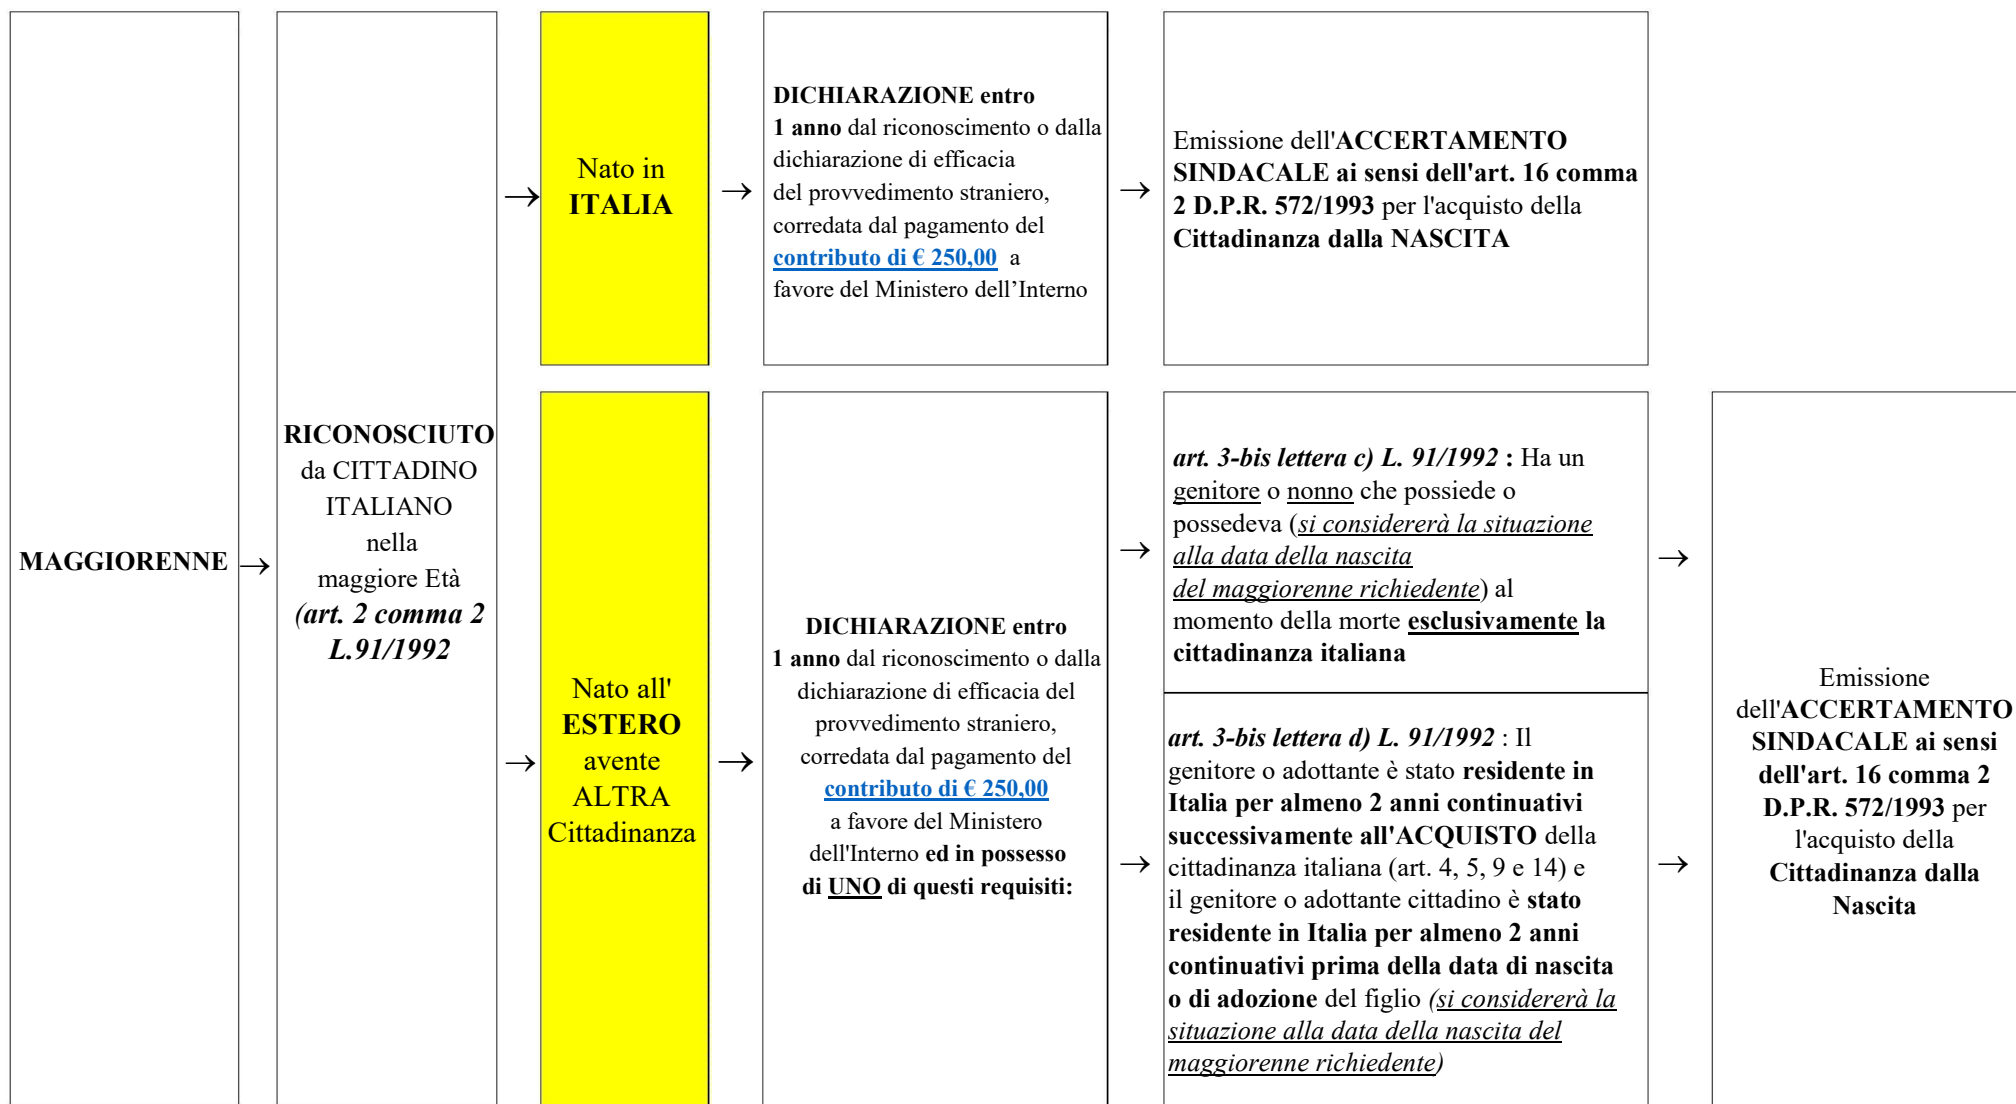 MAGGIORENNE
→
RICONOSCIUTO
da CITTADINO
ITALIANO
nella
maggiore Età
(art. 2 comma 2
L.91/1992
→
Nato in
ITALIA
→
DICHIARAZIONE entro
1 anno dal riconoscimento o dalla
dichiarazione di efficacia
del provvedimento straniero,
corredata dal pagamento del
contributo di € 250,00 a
favore del Ministero dell’Interno
→
Emissione dell'ACCERTAMENTO
SINDACALE ai sensi dell'art. 16 comma
2 D.P.R. 572/1993 per l'acquisto della
Cittadinanza dalla NASCITA
→
Nato all'
ESTERO
avente
ALTRA
Cittadinanza
→
DICHIARAZIONE entro
1 anno dal riconoscimento o dalla
dichiarazione di efficacia del
provvedimento straniero,
corredata dal pagamento del
contributo di € 250,00
a favore del Ministero
dell'Interno ed in possesso
di UNO di questi requisiti:
→
art. 3-bis lettera c) L. 91/1992 : Ha un
genitore o nonno che possiede o
possedeva (si considererà la situazione
alla data della nascita
del maggiorenne richiedente) al
momento della morte esclusivamente la
cittadinanza italiana
→
→
art. 3-bis lettera d) L. 91/1992 : Il
genitore o adottante è stato residente in
Italia per almeno 2 anni continuativi
successivamente all'ACQUISTO della
cittadinanza italiana (art. 4, 5, 9 e 14) e
il genitore o adottante cittadino è stato
residente in Italia per almeno 2 anni
continuativi prima della data di nascita
o di adozione del figlio (si considererà la
situazione alla data della nascita del
maggiorenne richiedente)
→
Emissione
dell'ACCERTAMENTO
SINDACALE ai sensi
dell'art. 16 comma 2
D.P.R. 572/1993 per
l'acquisto della
Cittadinanza dalla
Nascita